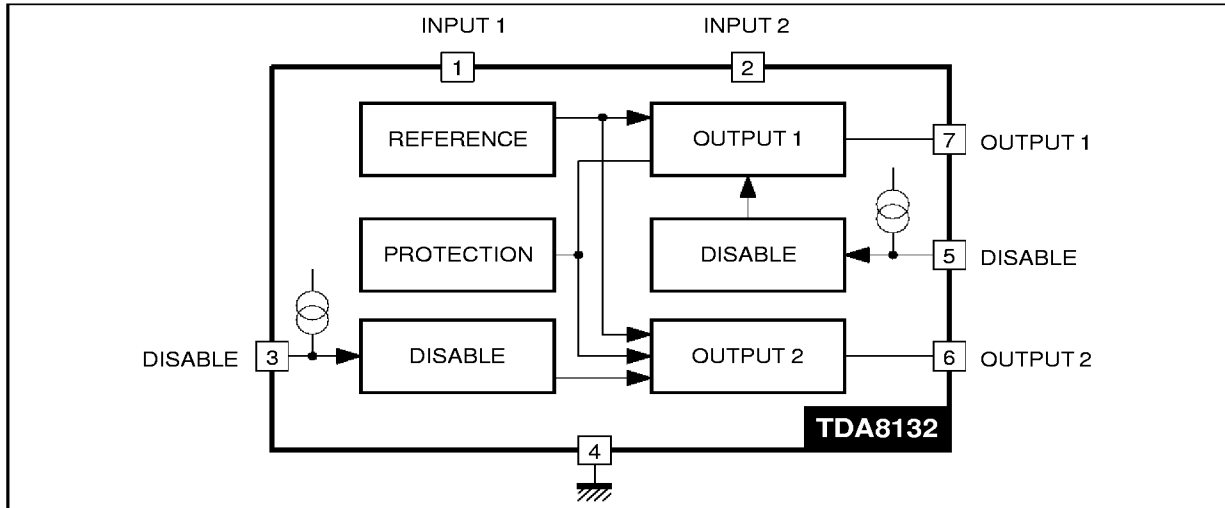 INPUT 1 INPUT 2
1 2
REFERENCE OUTPUT 1 7 OUTPUT 1
PROTECTION DISABLE 5 DISABLE
DISABLE 3 DISABLE OUTPUT 2 6 OUTPUT 2
TDA8132
4